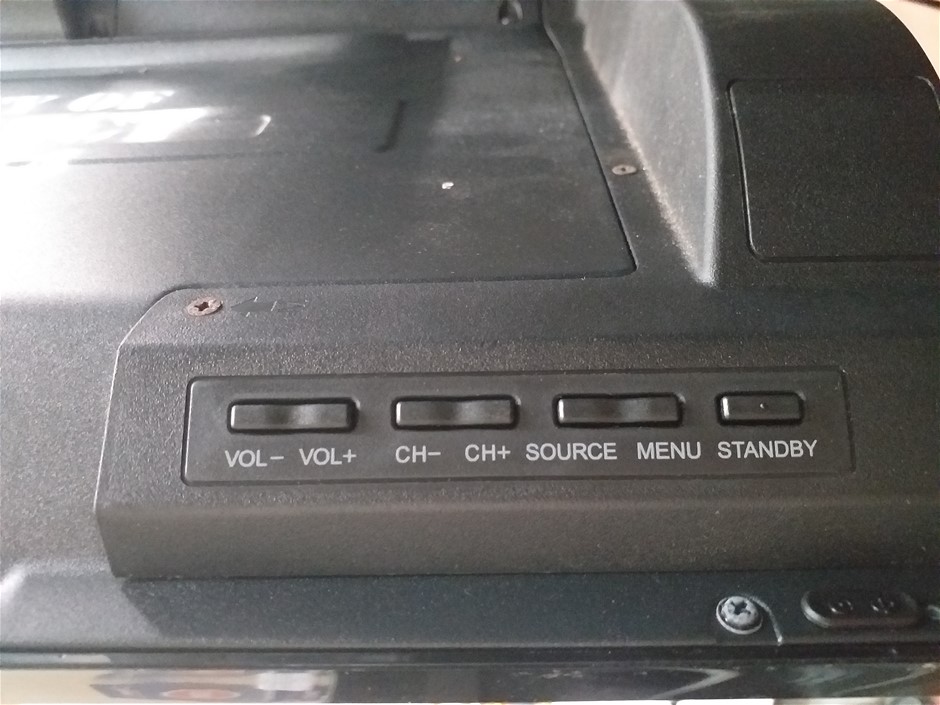 VOL− VOL+ CH− CH+ SOURCE MENU STANDBY